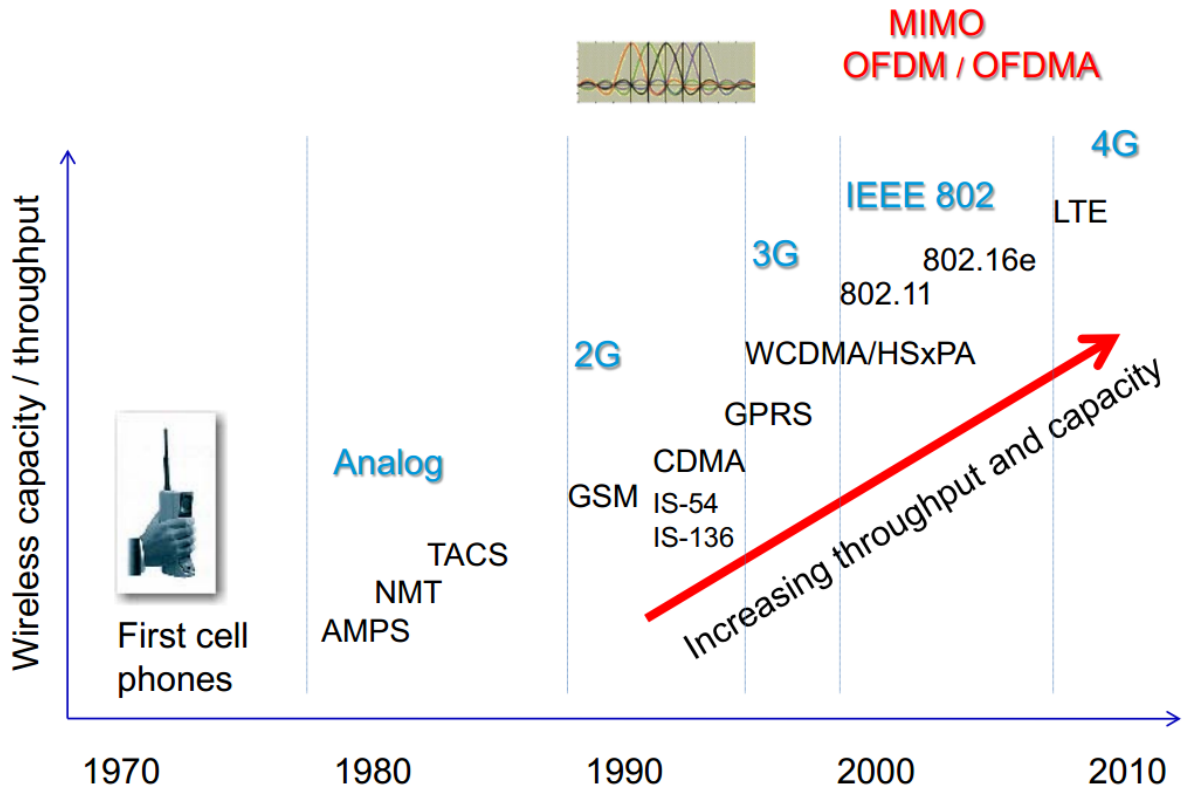 MIMO
OFDM / OFDMA
4G
IEEE 802
LTE
3G
802.16e
802.11
2G
WCDMA/HSxPA
GPRS
Analog
CDMA
GSM
IS-54
IS-136
TACS
NMT
AMPS
First cell
phones
Increasing throughput and capacity
Wireless capacity / throughput
1970
1980
1990
2000
2010